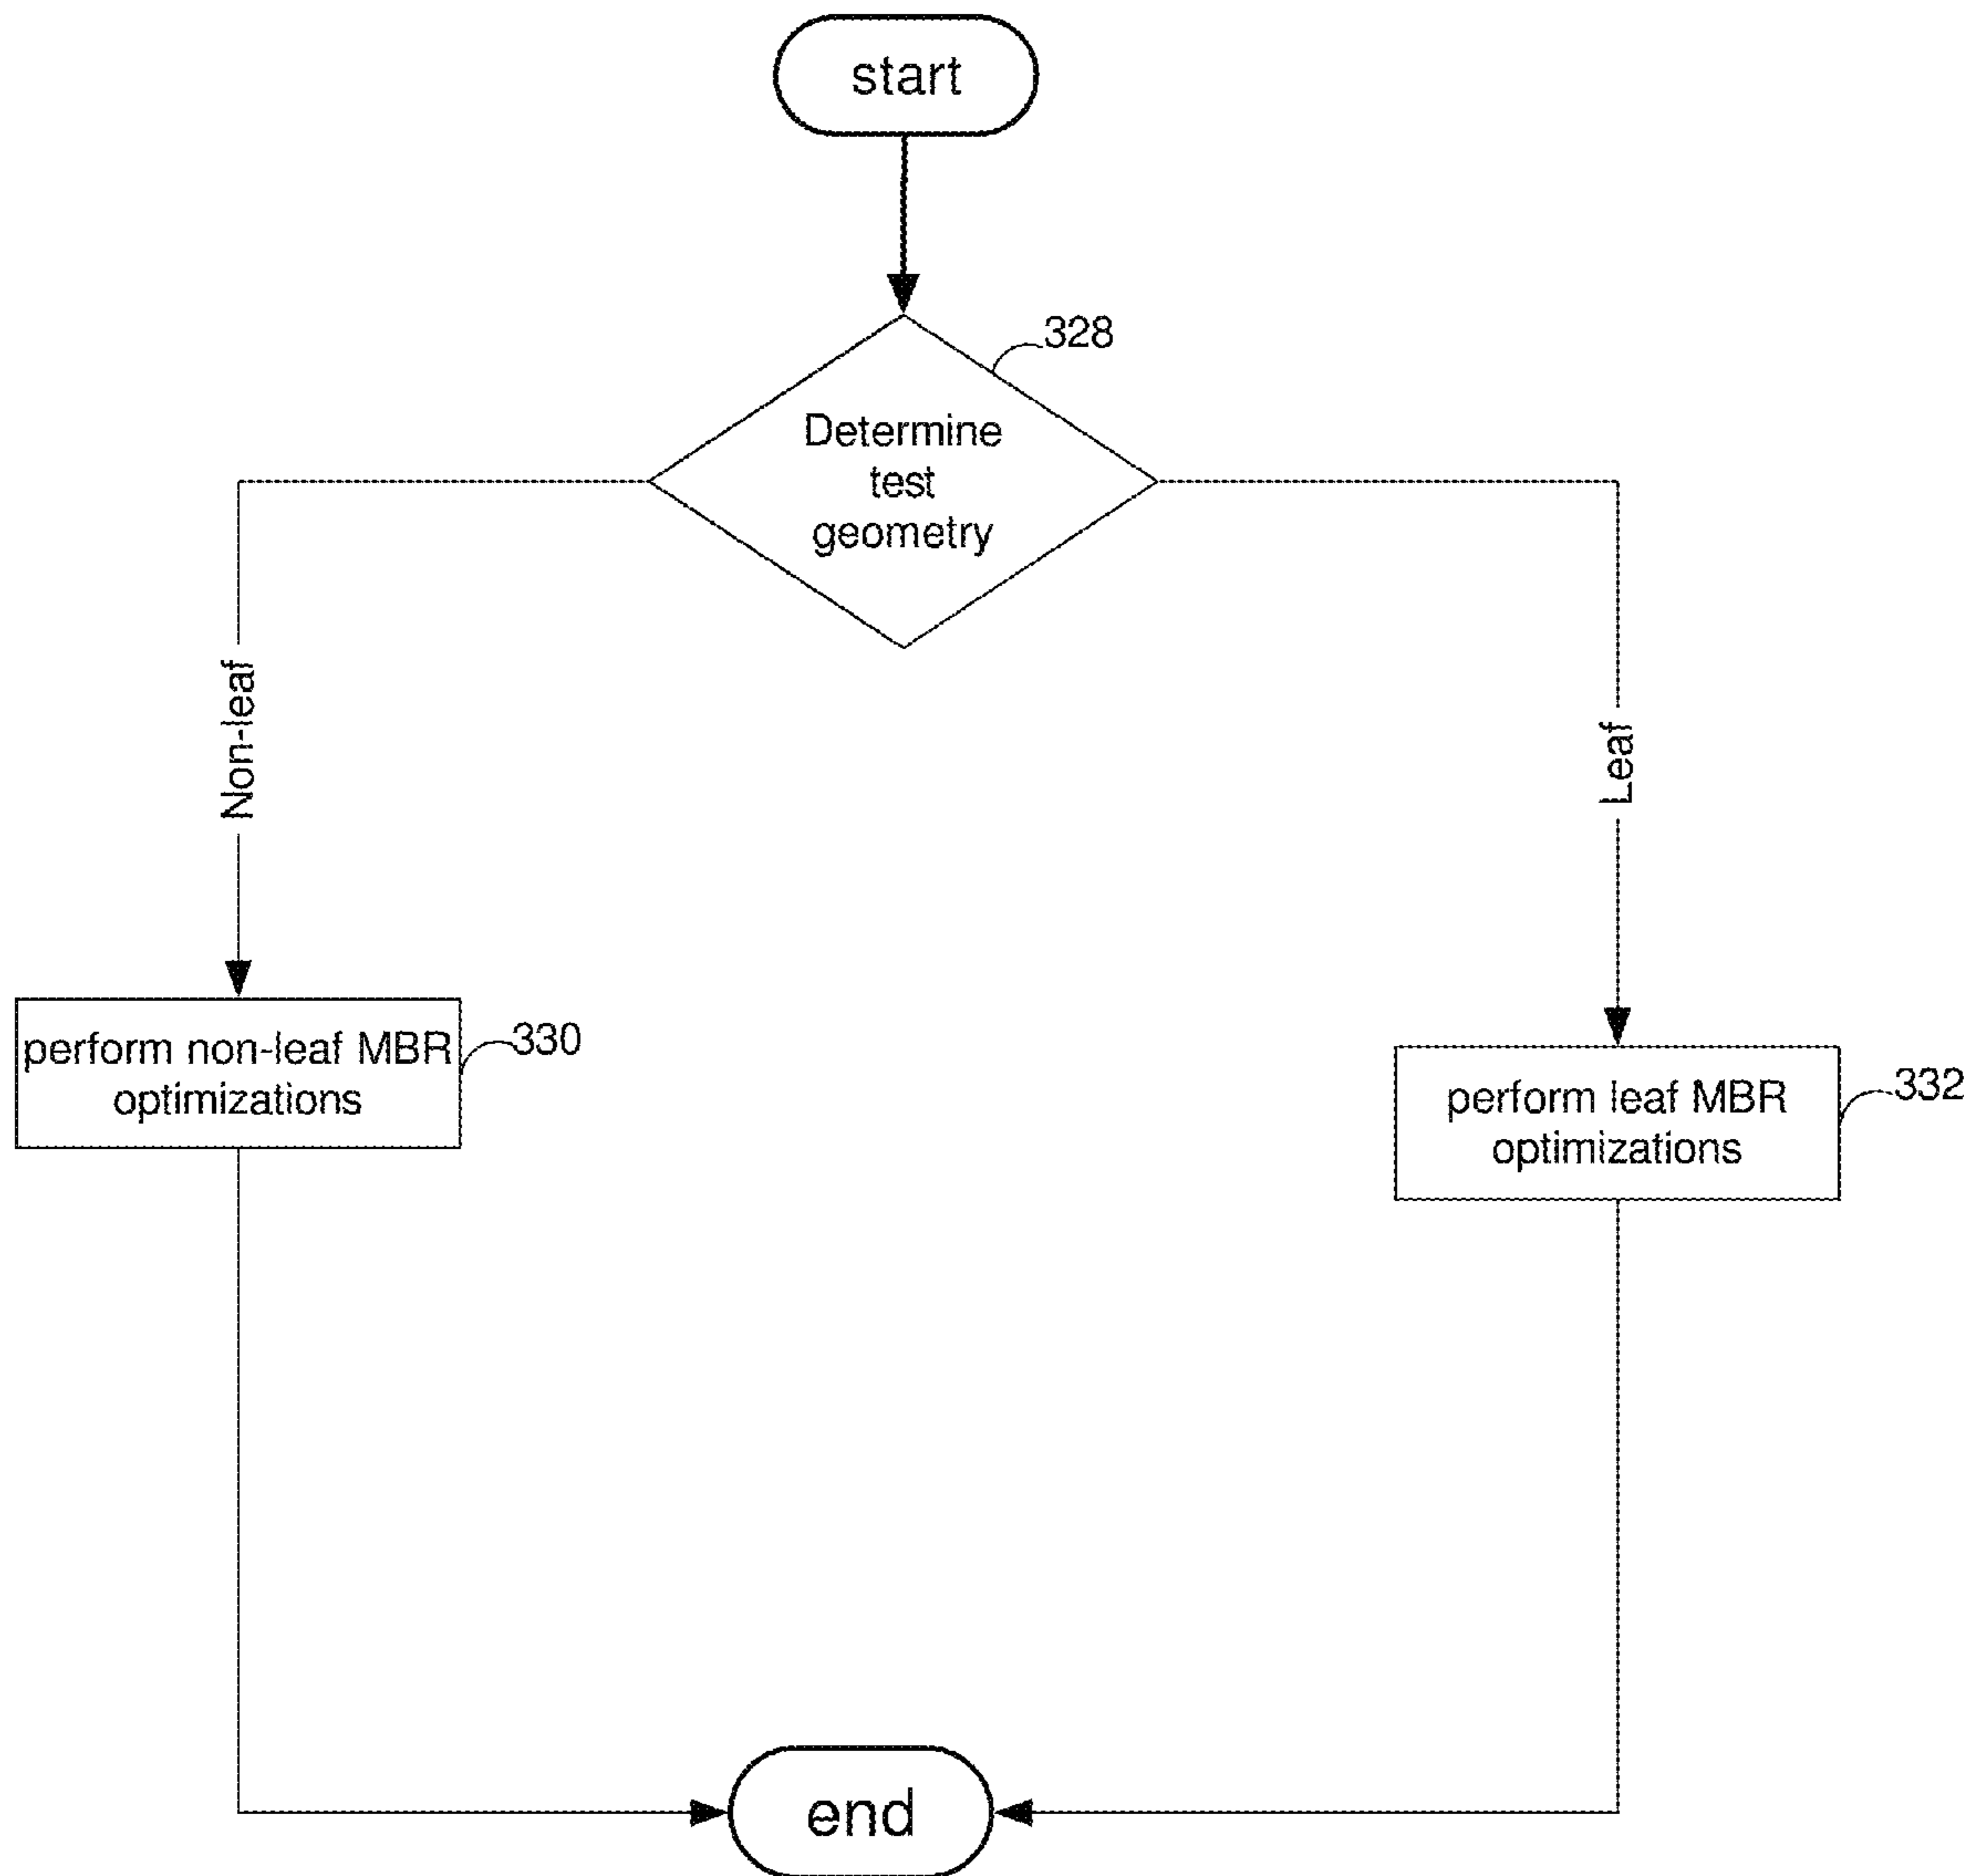 start
328
Determine
test
geometry
Non-leaf
Leaf
perform non-leaf MBR
optimizations
330
perform leaf MBR
optimizations
332
end